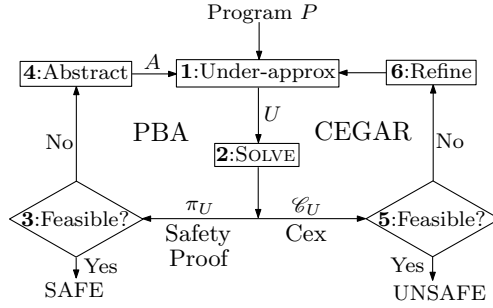 Program P
4:Abstract
A
1:Under-approx
6:Refine
U
No
PBA
CEGAR
No
2:SOLVE
π_U
𝒞_U
3:Feasible?
Safety
Proof
Cex
5:Feasible?
Yes
Yes
SAFE
UNSAFE